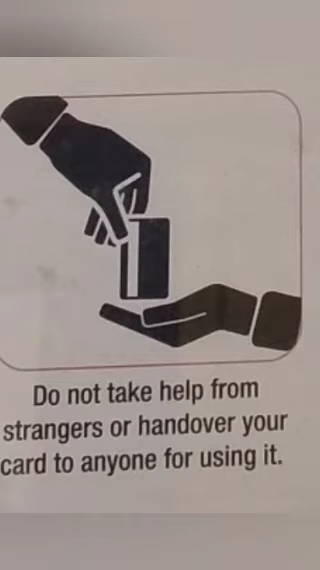 Do not take help from
strangers or handover your
card to anyone for using it.